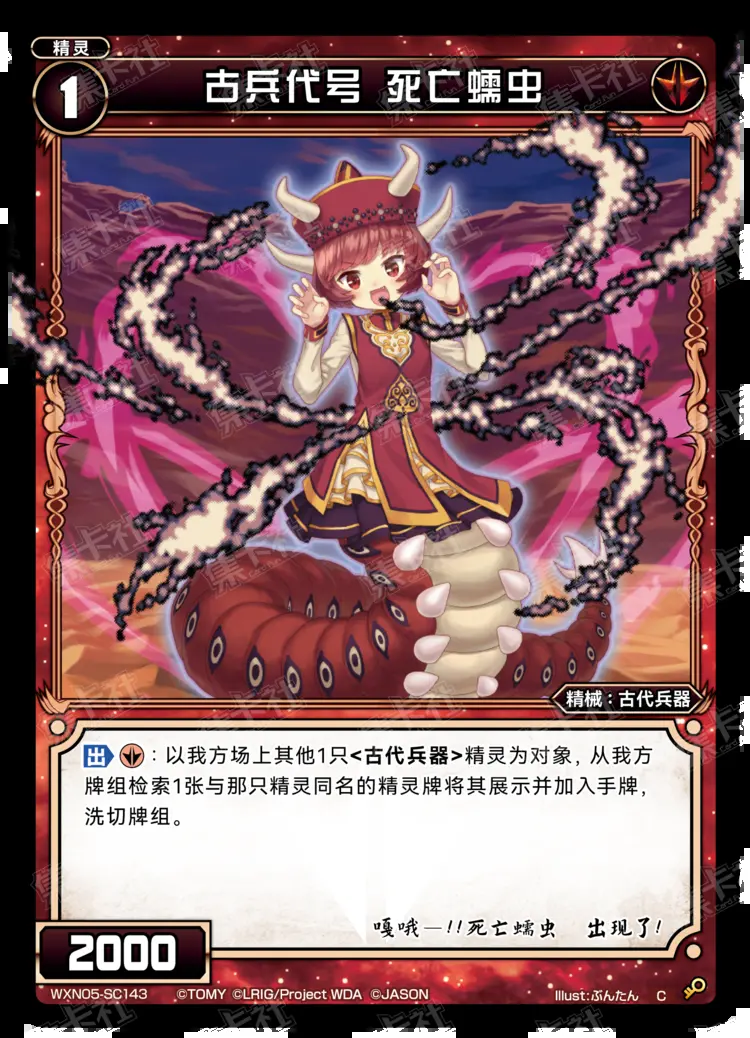 精灵
1
古兵代号 死亡蠕虫
精械：古代兵器
出：以我方场上其他1只<古代兵器>精灵为对象，从我方
牌组检索1张与那只精灵同名的精灵牌将其展示并加入手牌，
洗切牌组。
嘎哦—!!死亡蠕虫 出现了!
2000
WXN05-SC143 ©TOMY ©LRIG/Project WDA ©JASON Illust:ぶんたん C
集卡社